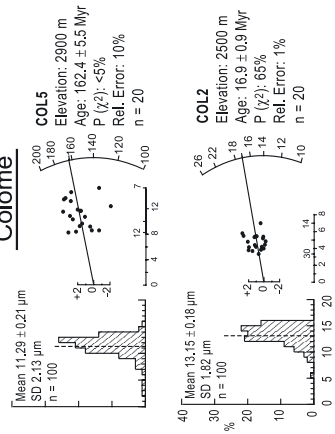 Colomé
COL5
Elevation: 2900 m
Age: 162.4 ± 5.5 Myr
P (χ²): <5%
Rel. Error: 10%
n = 20
200
180
160
140
120
100
+2
0
-2
12
8
12
0
4
7
Mean 11.29 ± 0.21 µm
SD 2.13 µm
n = 100
COL2
Elevation: 2500 m
Age: 16.9 ± 0.9 Myr
P (χ²): 65%
Rel. Error: 1%
n = 20
26
22
18
16
14
10
+2
0
-2
30
14
0
2
4
6
8
Mean 13.15 ± 0.18 µm
SD 1.82 µm
n = 100
40
%
20
0
0
5
10
15
20